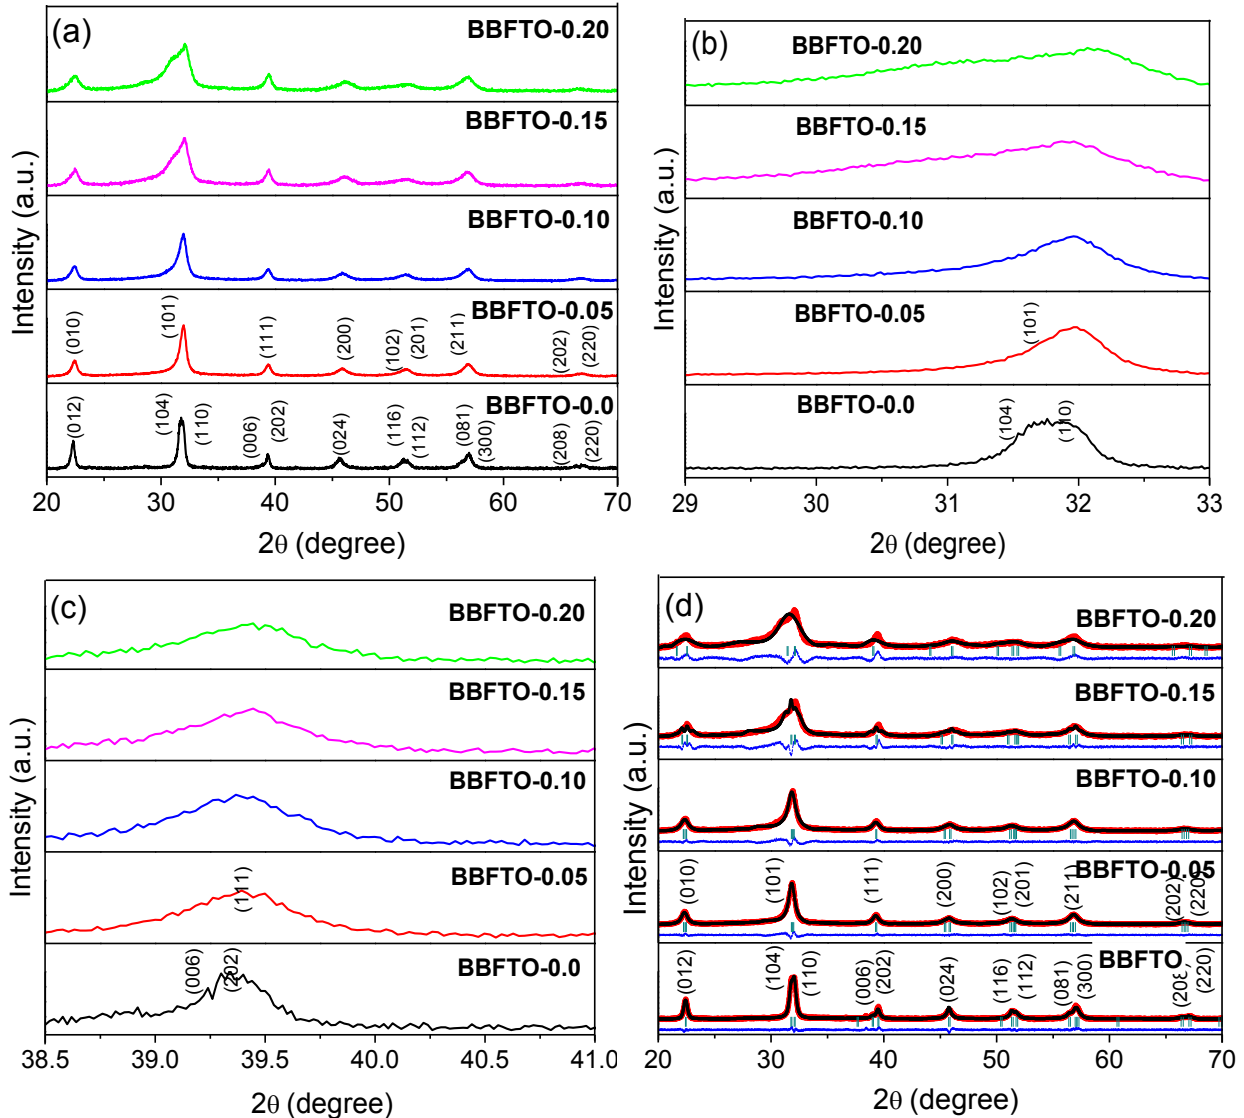 (a)
BBFTO-0.20
BBFTO-0.15
BBFTO-0.10
BBFTO-0.05
(010)
(101)
(111)
(200)
(102)
(201)
(211)
(202)
(220)
BBFTO-0.0
(012)
(104)
(110)
(006)
(202)
(024)
(116)
(112)
(081)
(300)
(208)
(220)
20 30 40 50 60 70
2θ (degree)
Intensity (a.u.)
(b)
BBFTO-0.20
BBFTO-0.15
BBFTO-0.10
BBFTO-0.05
(101)
BBFTO-0.0
(104)
(110)
29 30 31 32 33
2θ (degree)
Intensity (a.u.)
(c)
BBFTO-0.20
BBFTO-0.15
BBFTO-0.10
BBFTO-0.05
(111)
BBFTO-0.0
(006)
(202)
38.5 39.0 39.5 40.0 40.5 41.0
2θ (degree)
Intensity (a.u.)
(d)
BBFTO-0.20
BBFTO-0.15
BBFTO-0.10
BBFTO-0.05
(010)
(101)
(111)
(200)
(102)
(201)
(211)
(202)
(220)
BBFTO
(012)
(104)
(110)
(006)
(202)
(024)
(116)
(112)
(081)
(300)
(220)
20 30 40 50 60 70
2θ (degree)
Intensity (a.u.)